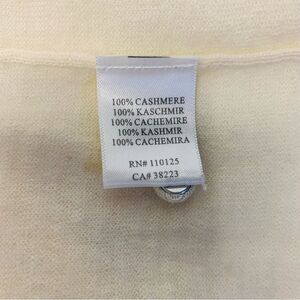 100% CASHMERE
100% KASCHMIR
100% CACHEMIRE
100% KASHMIR
100% CACHEMIRA
RN# 110125
CA# 38223